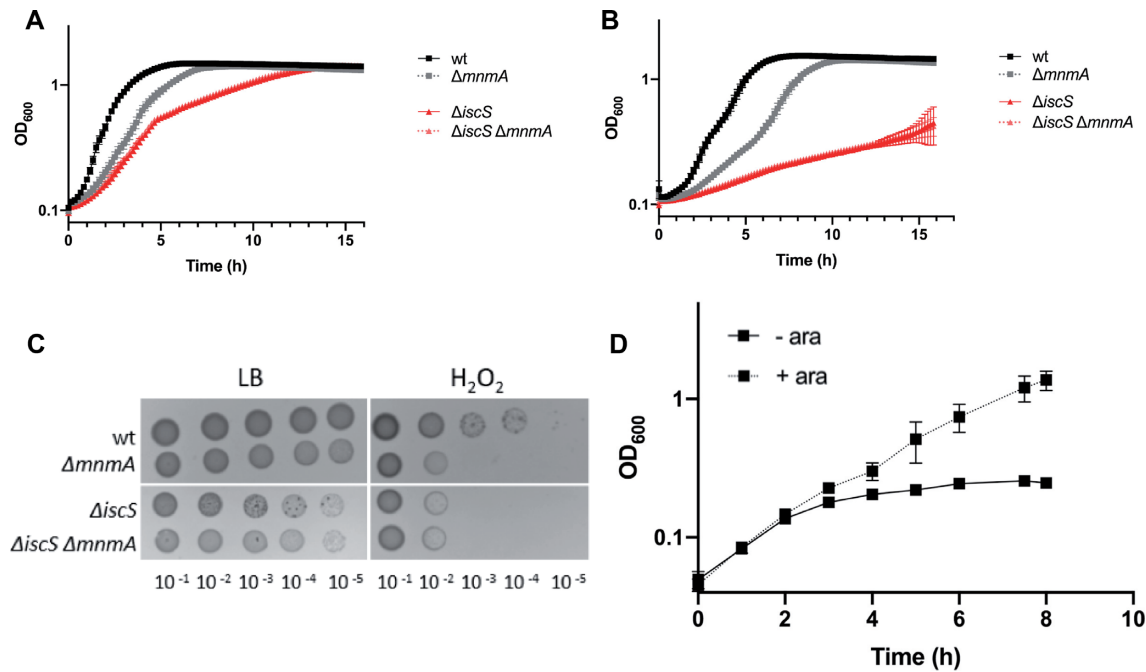 A
OD600
1
0.1
0 5 10 15
Time (h)
wt
ΔmnmA
ΔiscS
ΔiscS ΔmnmA
B
OD600
1.0
0.1
0 5 10 15
Time (h)
wt
ΔmnmA
ΔiscS
ΔiscS ΔmnmA
C
LB H2O2
wt
ΔmnmA
ΔiscS
ΔiscS ΔmnmA
10-1 10-2 10-3 10-4 10-5 10-1 10-2 10-3 10-4 10-5
D
- ara
+ ara
OD600
1
0.1
0 2 4 6 8 10
Time (h)